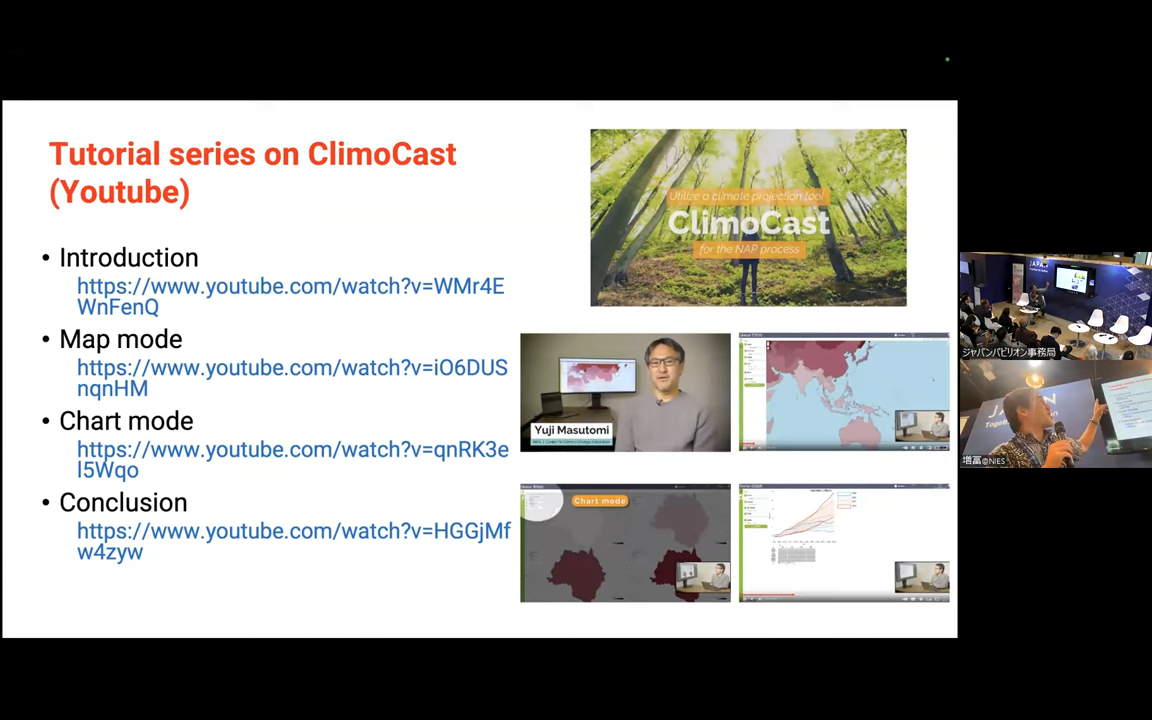 Tutorial series on ClimoCast
(Youtube)
• Introduction
https://www.youtube.com/watch?v=WMr4E
WnFenQ
• Map mode
https://www.youtube.com/watch?v=iO6DUS
nqnHM
• Chart mode
https://www.youtube.com/watch?v=qnRK3e
I5Wqo
• Conclusion
https://www.youtube.com/watch?v=HGGjMf
w4zyw
Utilize a climate projection tool
ClimoCast
for the NAP process
Yuji Masutomi
Chart mode
JAPAN
ジャパンパビリオン事務局
JAPAN
増冨@NIES